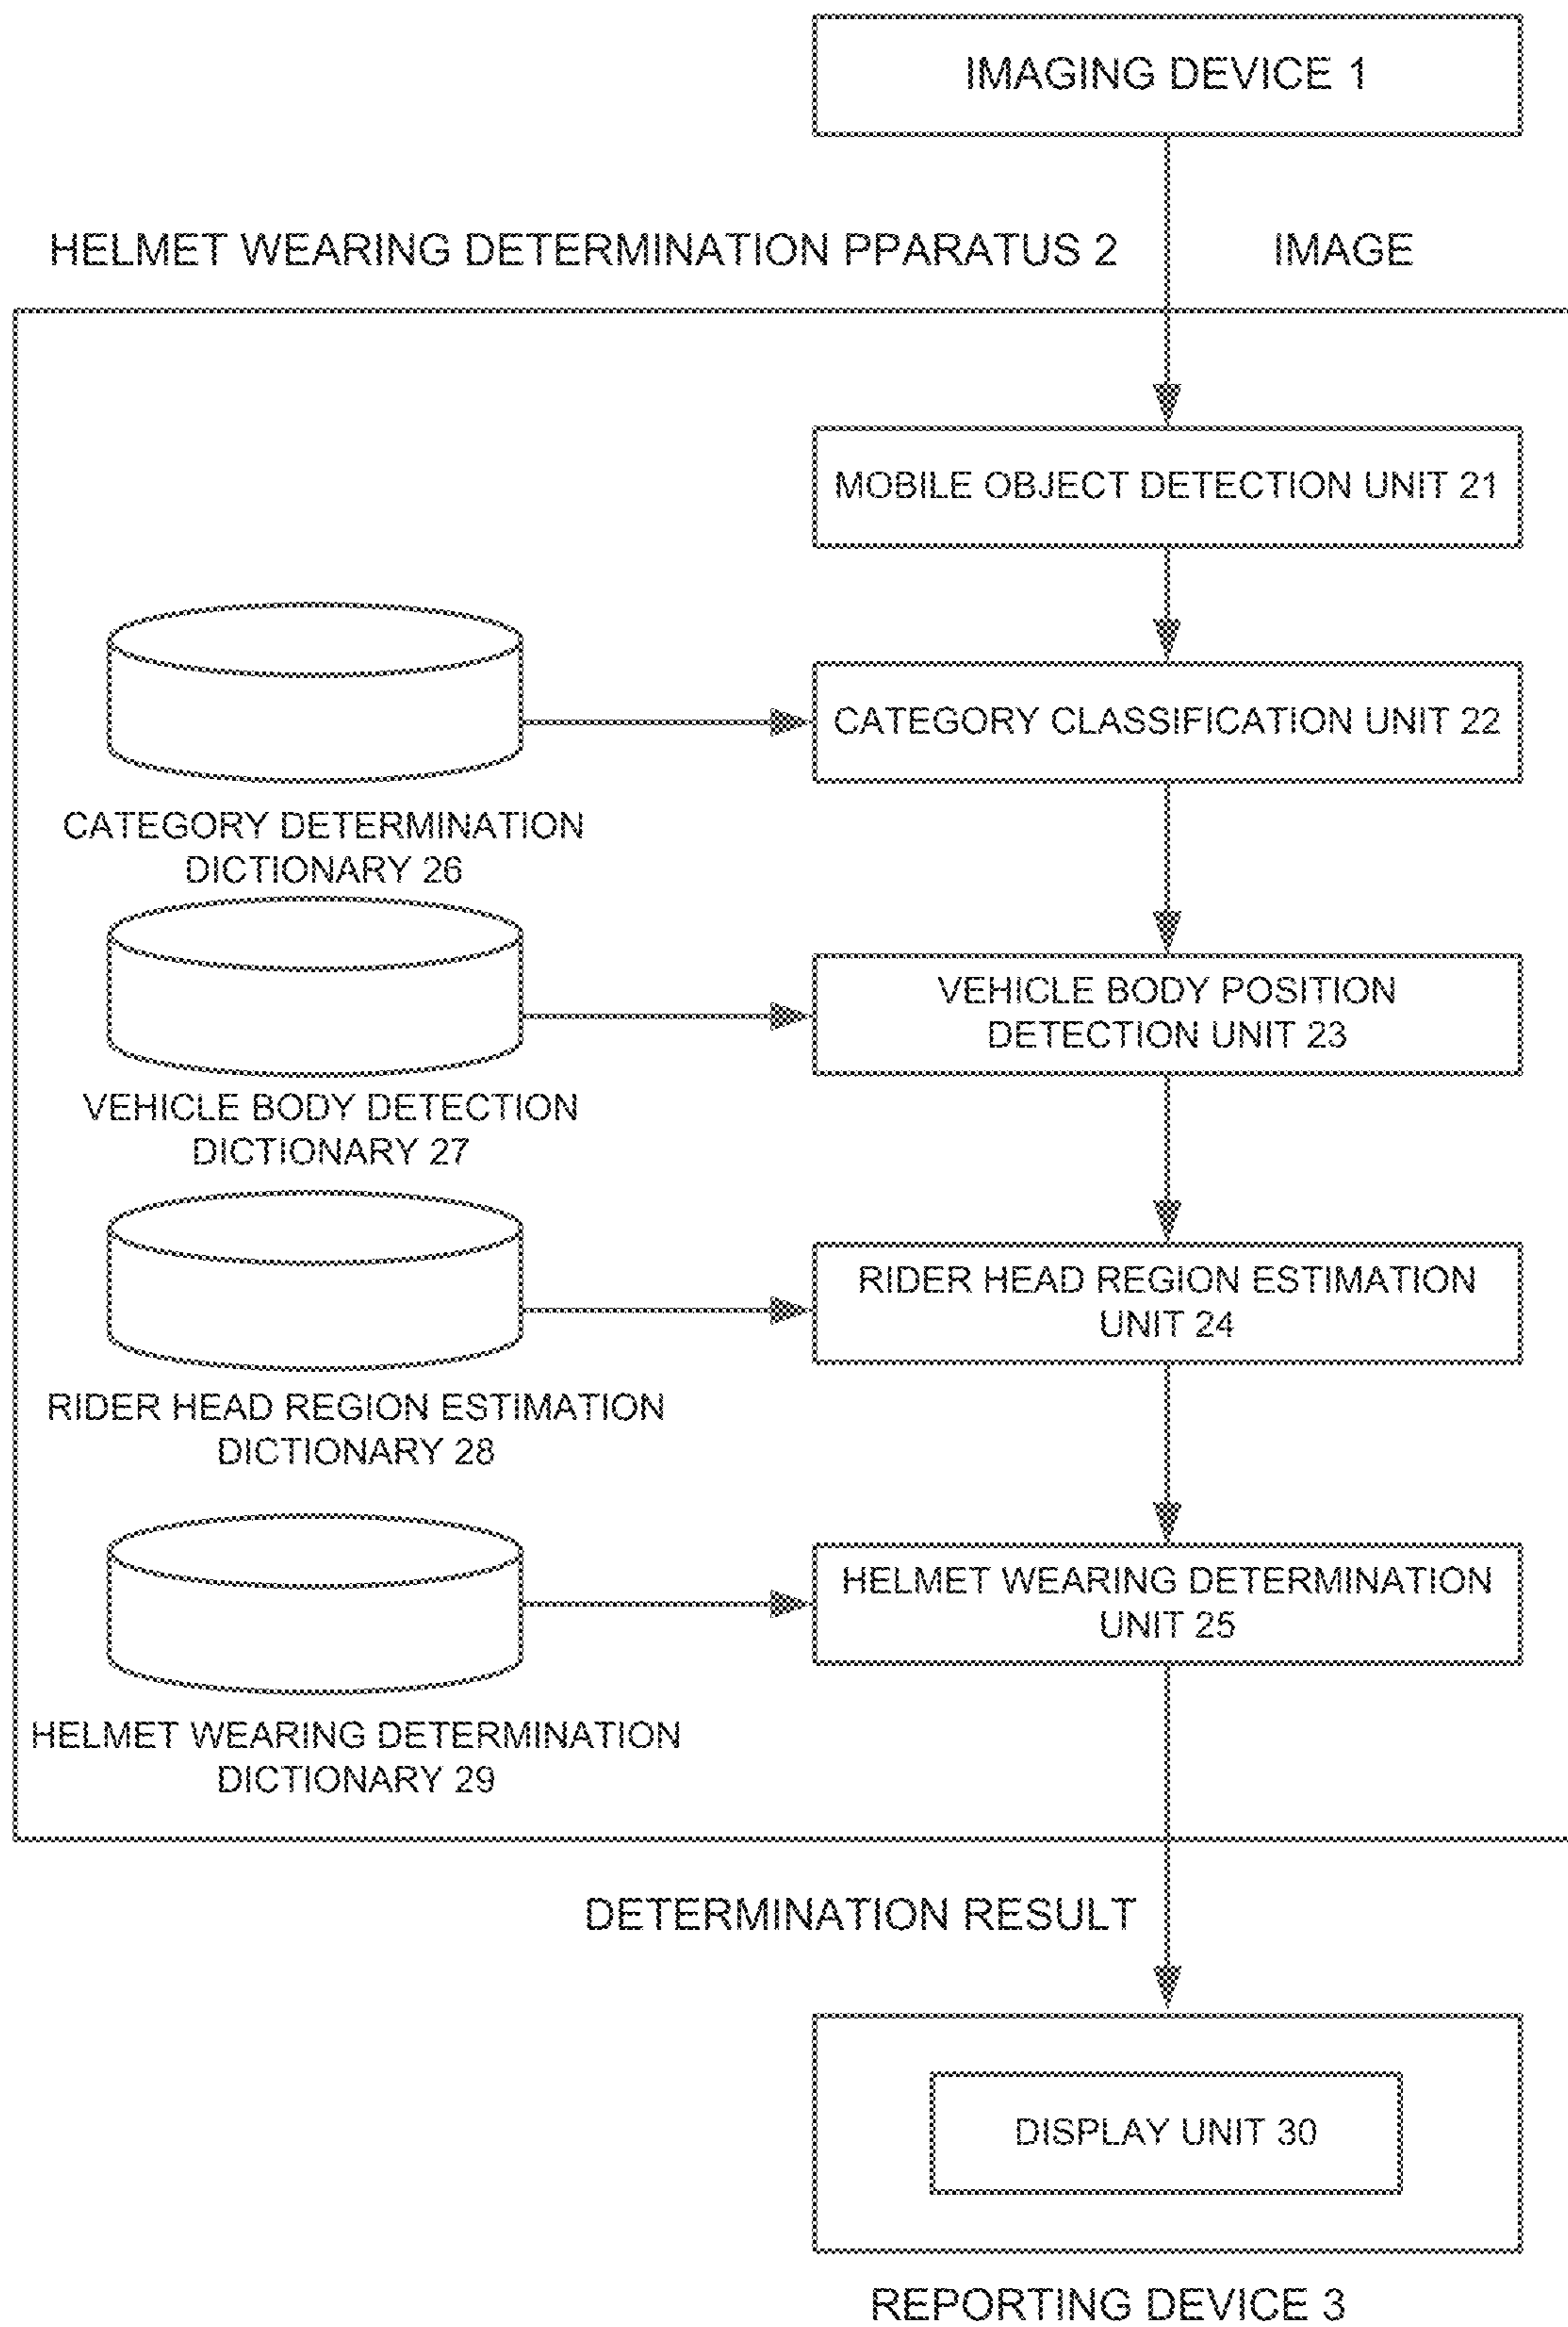 IMAGING DEVICE 1
HELMET WEARING DETERMINATION PPARATUS 2
IMAGE
MOBILE OBJECT DETECTION UNIT 21
CATEGORY CLASSIFICATION UNIT 22
CATEGORY DETERMINATION
DICTIONARY 26
VEHICLE BODY POSITION
DETECTION UNIT 23
VEHICLE BODY DETECTION
DICTIONARY 27
RIDER HEAD REGION ESTIMATION
UNIT 24
RIDER HEAD REGION ESTIMATION
DICTIONARY 28
HELMET WEARING DETERMINATION
UNIT 25
HELMET WEARING DETERMINATION
DICTIONARY 29
DETERMINATION RESULT
DISPLAY UNIT 30
REPORTING DEVICE 3